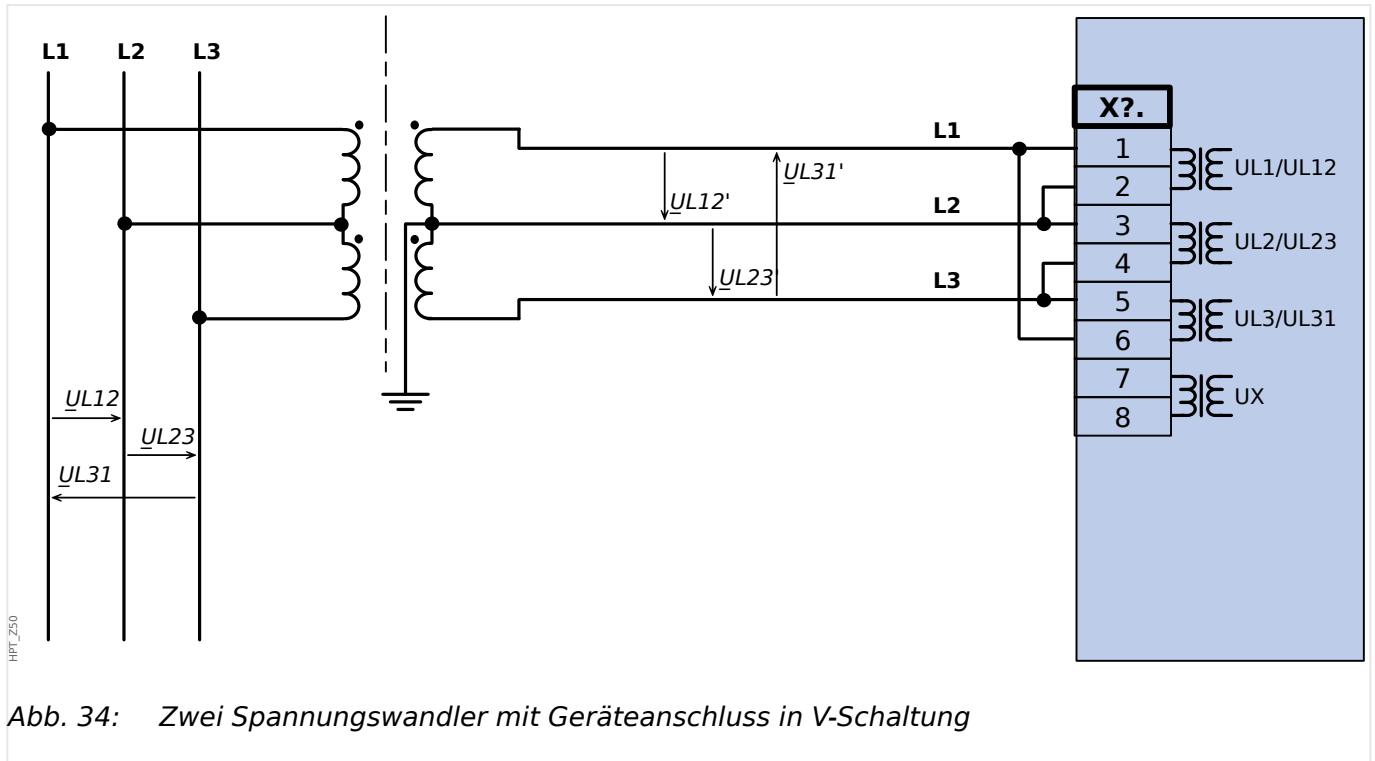 L1 L2 L3
X?.
L1
1
UL1/UL12
UL31'
2
UL12'
L2
3
UL2/UL23
4
UL23'
L3
5
UL3/UL31
6
7
UX
8
UL12
UL23
UL31
HPT_Z50
Abb. 34: Zwei Spannungswandler mit Geräteanschluss in V-Schaltung